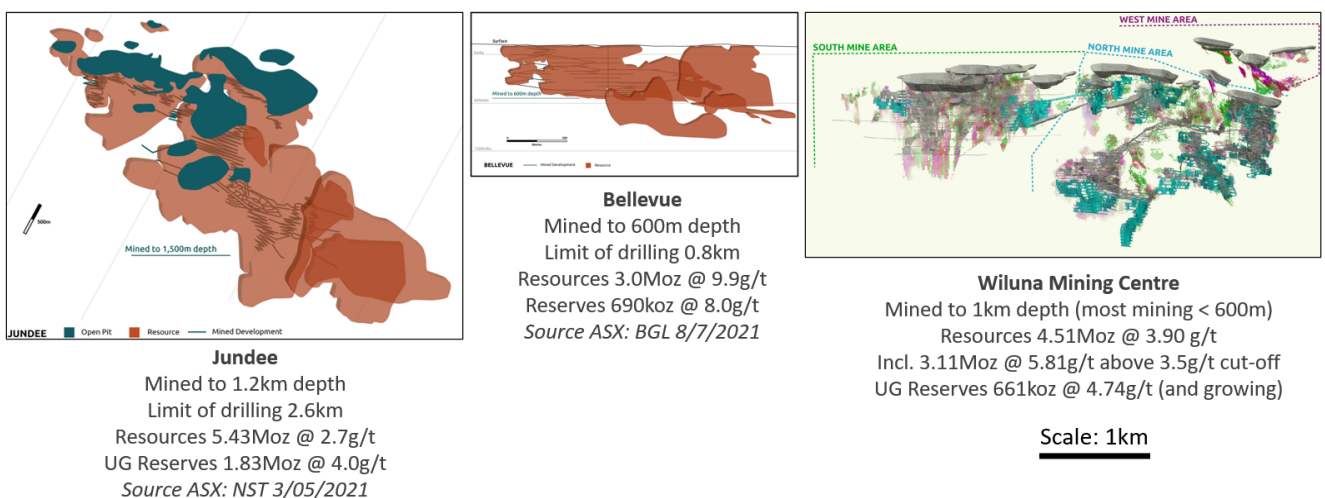 500m
Mined to 1,500m depth
JUNDEE Open Pit Resource Mined Development
Jundee
Mined to 1.2km depth
Limit of drilling 2.6km
Resources 5.43Moz @ 2.7g/t
UG Reserves 1.83Moz @ 4.0g/t
Source ASX: NST 3/05/2021
Surface
Mined to 600m depth
BELLEVUE Mined Development Resource
Bellevue
Mined to 600m depth
Limit of drilling 0.8km
Resources 3.0Moz @ 9.9g/t
Reserves 690koz @ 8.0g/t
Source ASX: BGL 8/7/2021
WEST MINE AREA
SOUTH MINE AREA
NORTH MINE AREA
Wiluna Mining Centre
Mined to 1km depth (most mining < 600m)
Resources 4.51Moz @ 3.90 g/t
Incl. 3.11Moz @ 5.81g/t above 3.5g/t cut-off
UG Reserves 661koz @ 4.74g/t (and growing)
Scale: 1km